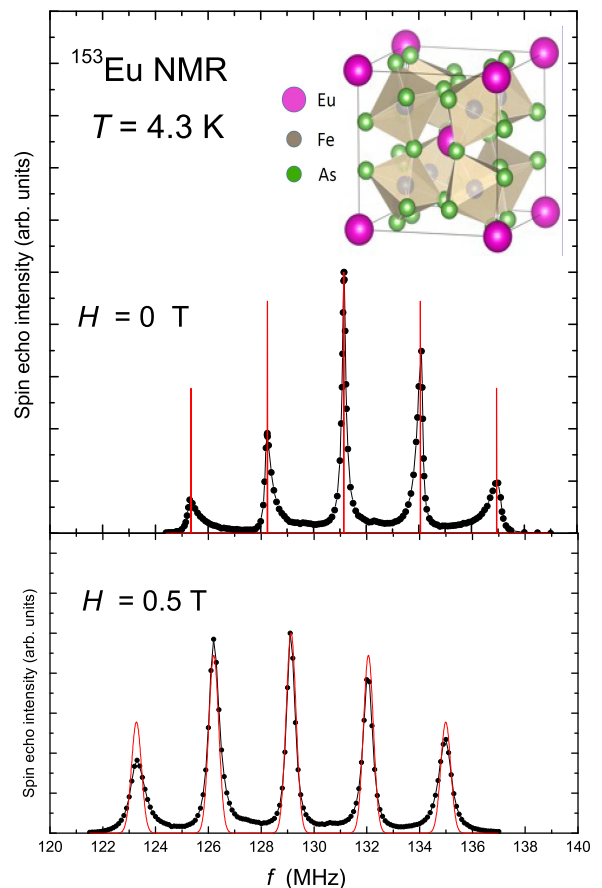 ¹⁵³Eu NMR
T = 4.3 K
Eu
Fe
As
H = 0 T
Spin echo intensity (arb. units)
H = 0.5 T
Spin echo intensity (arb. units)
120 122 124 126 128 130 132 134 136 138 140
f (MHz)